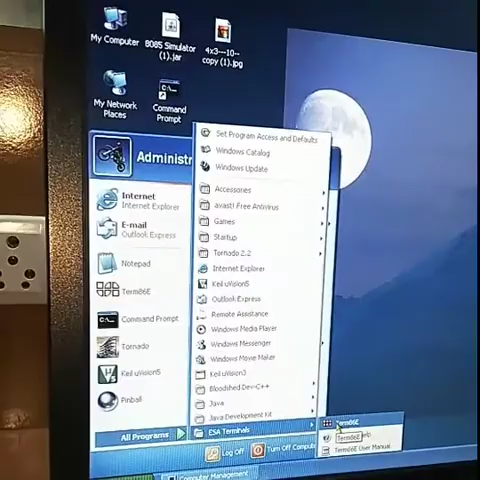 My Computer
8085 Simulator
(1).jar
4x3---10--
copy (1).jpg
My Network
Places
Command
Prompt
Administr
Internet
Internet Explorer
E-mail
Outlook Express
Notepad
Term86E
Command Prompt
Tornado
Keil uVision5
Pinball
All Programs
Set Program Access and Defaults
Windows Catalog
Windows Update
Accessories
avast! Free Antivirus
Games
Startup
Tornado 2.2
Internet Explorer
Keil uVision5
Outlook Express
Remote Assistance
Windows Media Player
Windows Messenger
Windows Movie Maker
Keil uVision3
Bloodshed Dev-C++
Java
Java Development Kit
ESA Terminals
Term86E
Term86E
Term86E User Manual
Log Off
Turn Off Comput
Computer Management